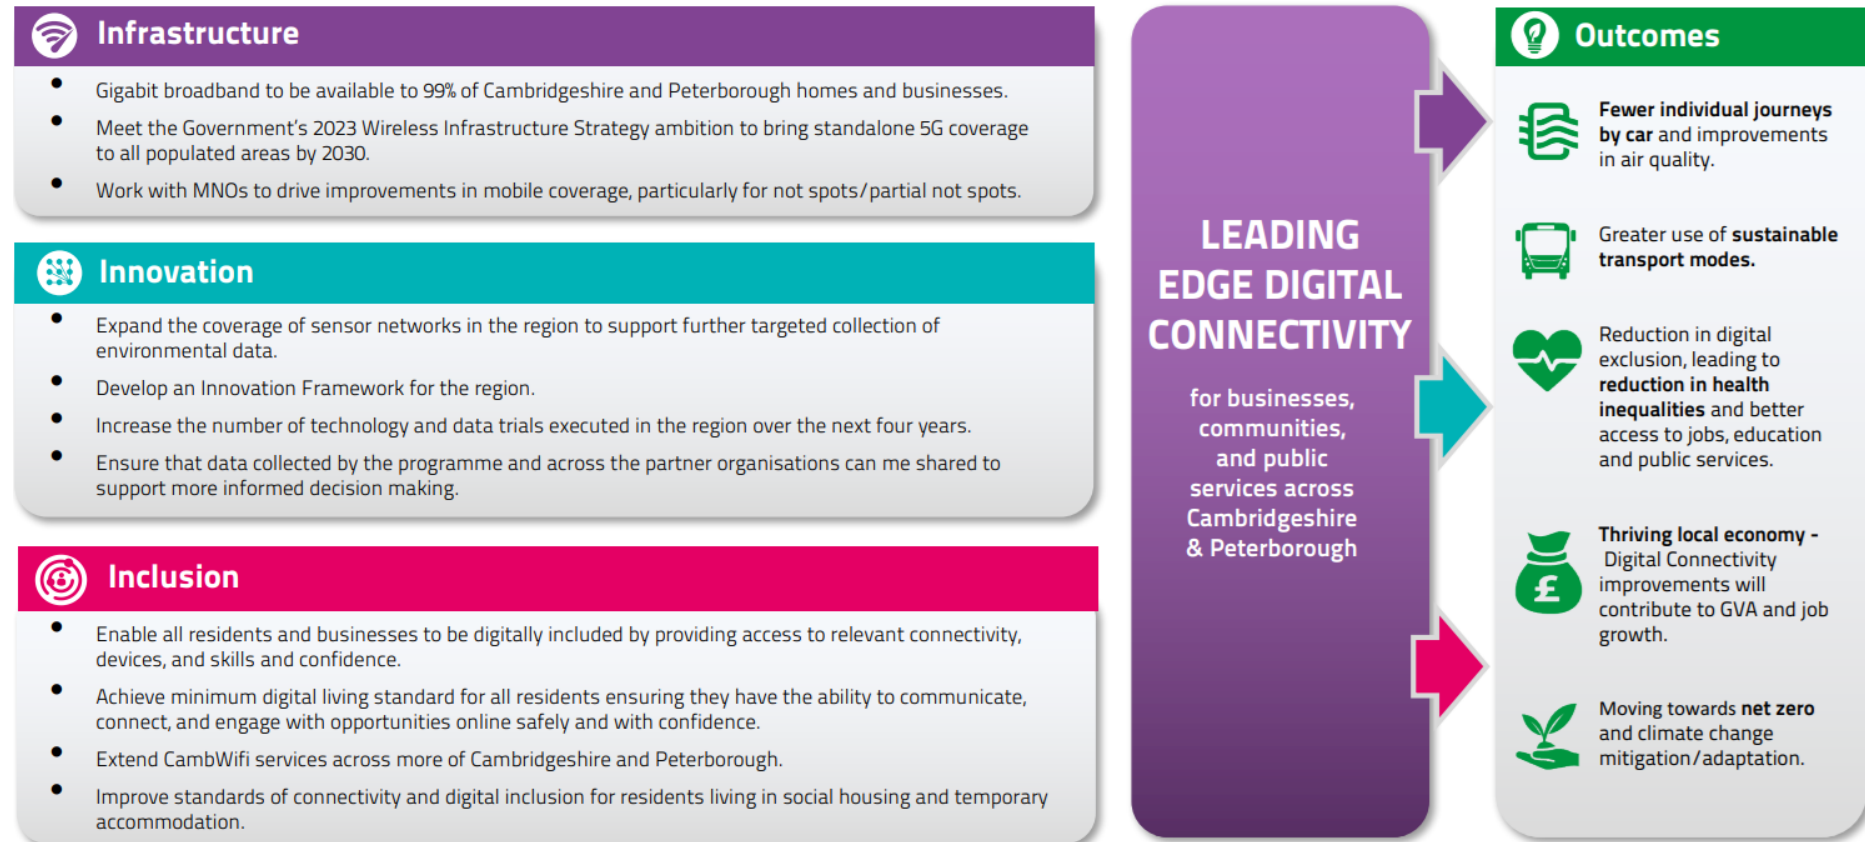 Infrastructure
• Gigabit broadband to be available to 99% of Cambridgeshire and Peterborough homes and businesses.
• Meet the Government’s 2023 Wireless Infrastructure Strategy ambition to bring standalone 5G coverage
to all populated areas by 2030.
• Work with MNOs to drive improvements in mobile coverage, particularly for not spots/partial not spots.
Innovation
• Expand the coverage of sensor networks in the region to support further targeted collection of
environmental data.
• Develop an Innovation Framework for the region.
• Increase the number of technology and data trials executed in the region over the next four years.
• Ensure that data collected by the programme and across the partner organisations can me shared to
support more informed decision making.
Inclusion
• Enable all residents and businesses to be digitally included by providing access to relevant connectivity,
devices, and skills and confidence.
• Achieve minimum digital living standard for all residents ensuring they have the ability to communicate,
connect, and engage with opportunities online safely and with confidence.
• Extend CambWifi services across more of Cambridgeshire and Peterborough.
• Improve standards of connectivity and digital inclusion for residents living in social housing and temporary
accommodation.
LEADING
EDGE DIGITAL
CONNECTIVITY
for businesses,
communities,
and public
services across
Cambridgeshire
& Peterborough
Outcomes
Fewer individual journeys
by car and improvements
in air quality.
Greater use of sustainable
transport modes.
Reduction in digital
exclusion, leading to
reduction in health
inequalities and better
access to jobs, education
and public services.
£
Thriving local economy -
Digital Connectivity
improvements will
contribute to GVA and job
growth.
Moving towards net zero
and climate change
mitigation/adaptation.